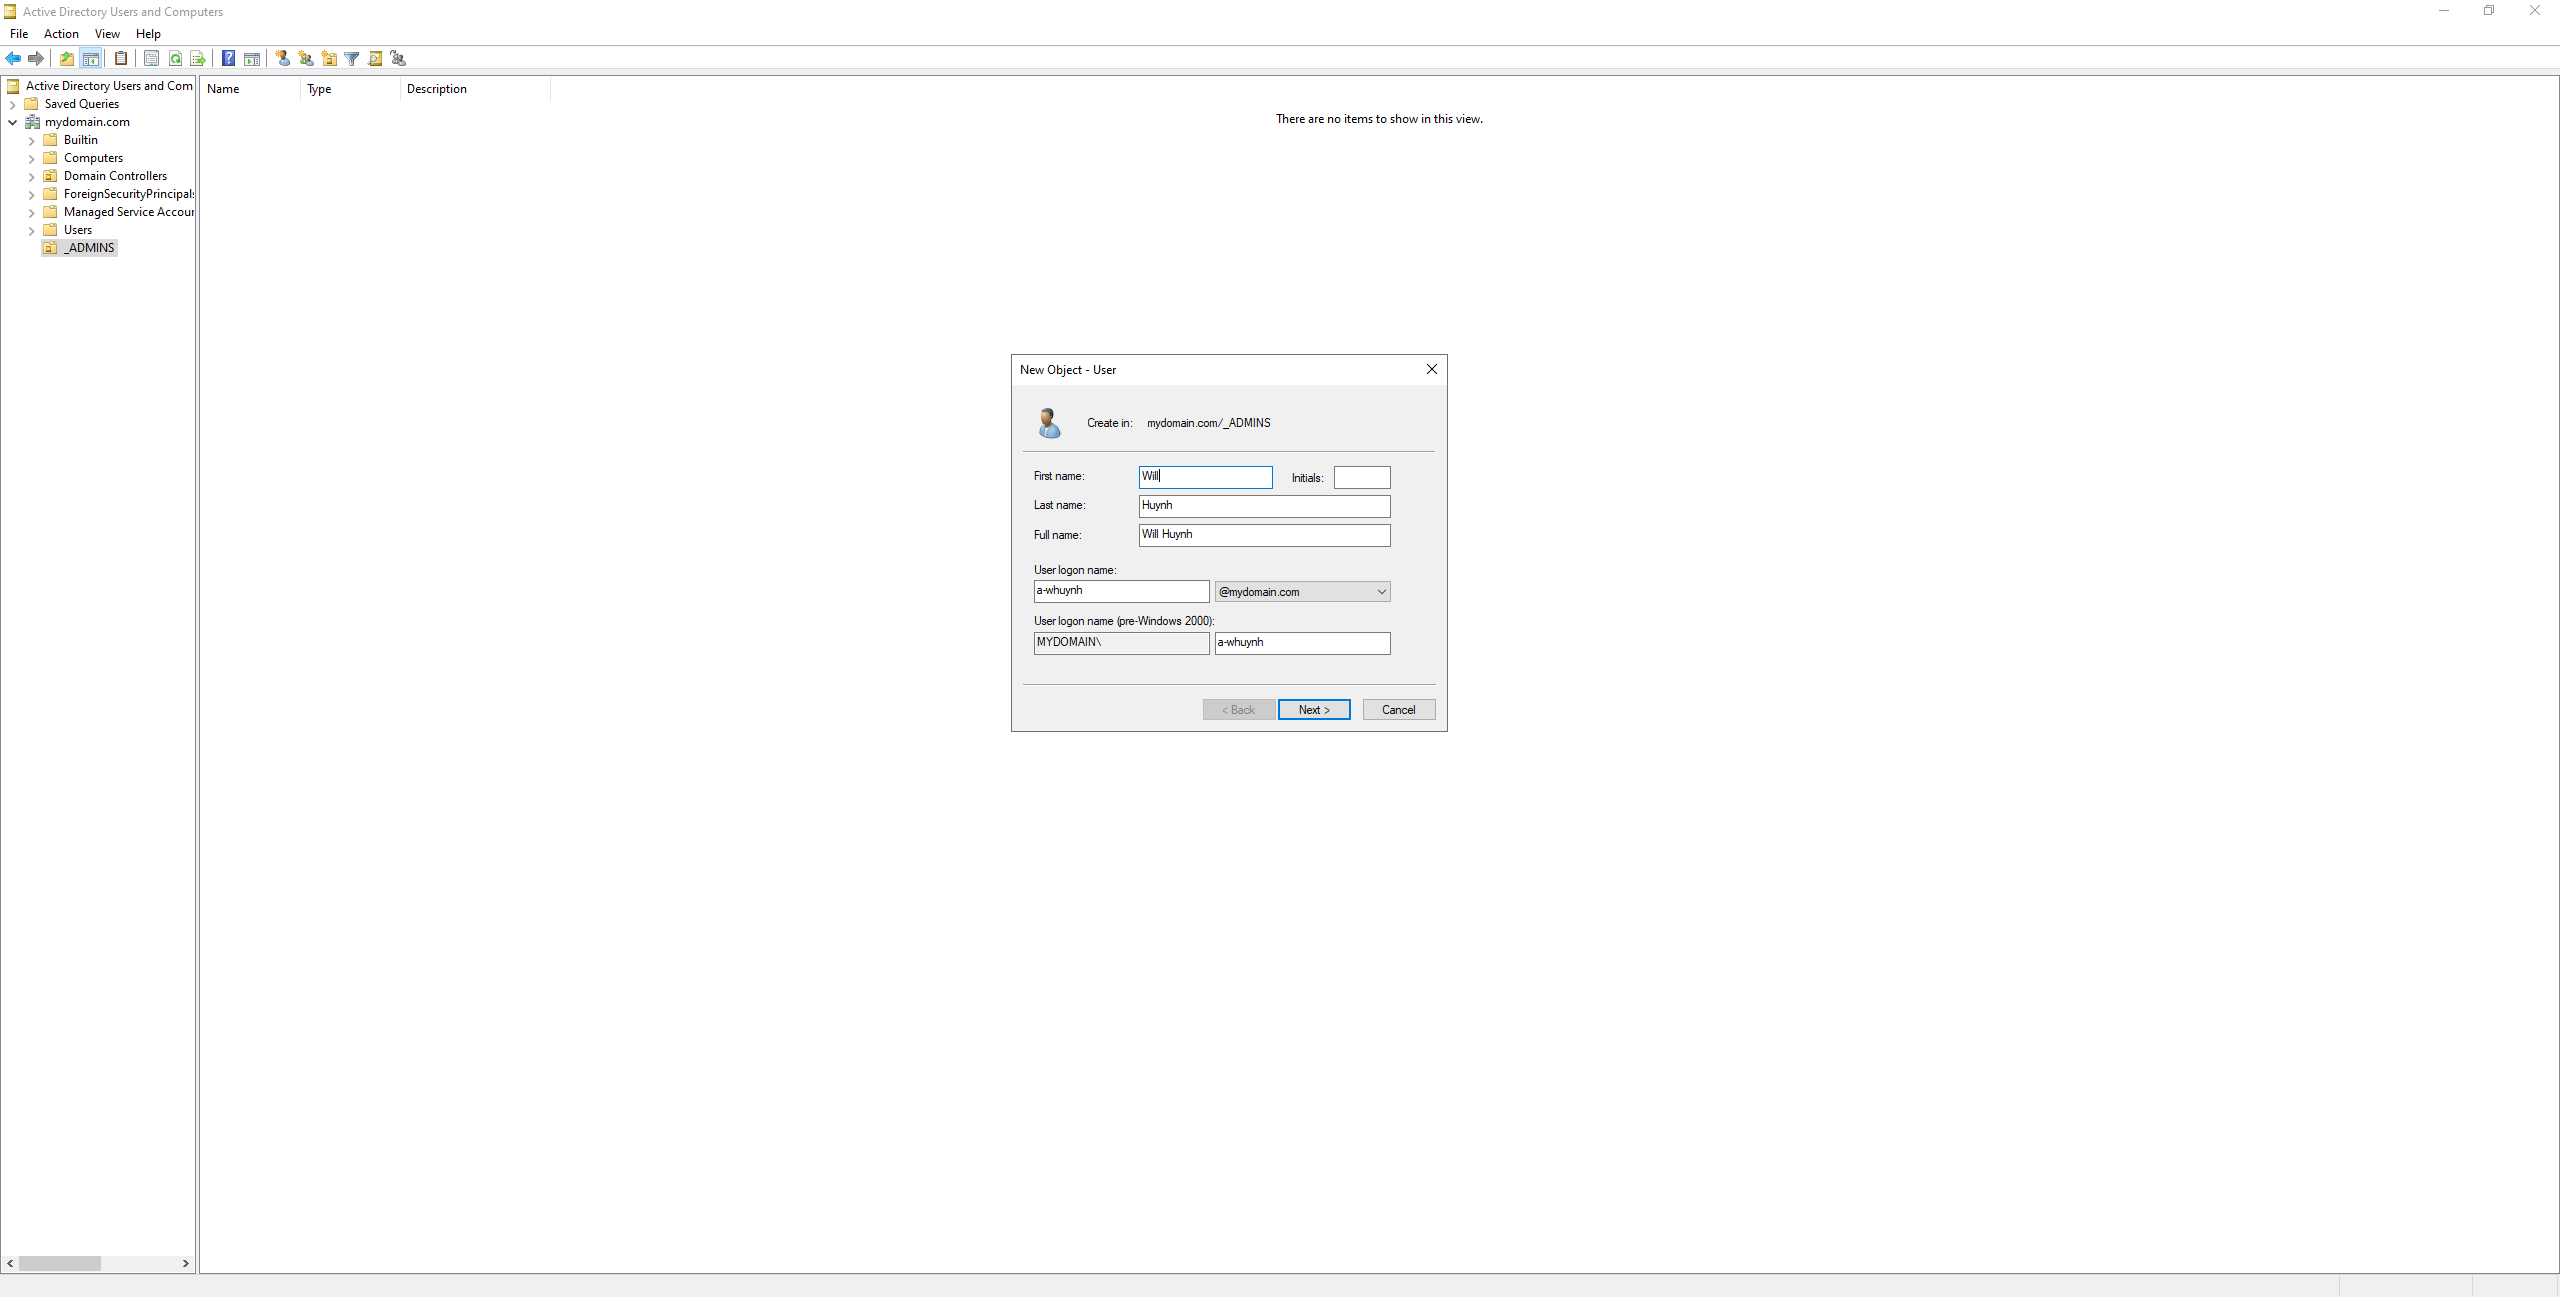 Active Directory Users and Computers
File Action View Help
Active Directory Users and Com
Saved Queries
mydomain.com
Builtin
Computers
Domain Controllers
ForeignSecurityPrincipals
Managed Service Accour
Users
_ADMINS
Name Type Description
There are no items to show in this view.
New Object - User
Create in: mydomain.com/_ADMINS
First name: Will Initials:
Last name: Huynh
Full name: Will Huynh
User logon name:
a-whuynh @mydomain.com
User logon name (pre-Windows 2000):
MYDOMAIN\ a-whuynh
< Back Next > Cancel